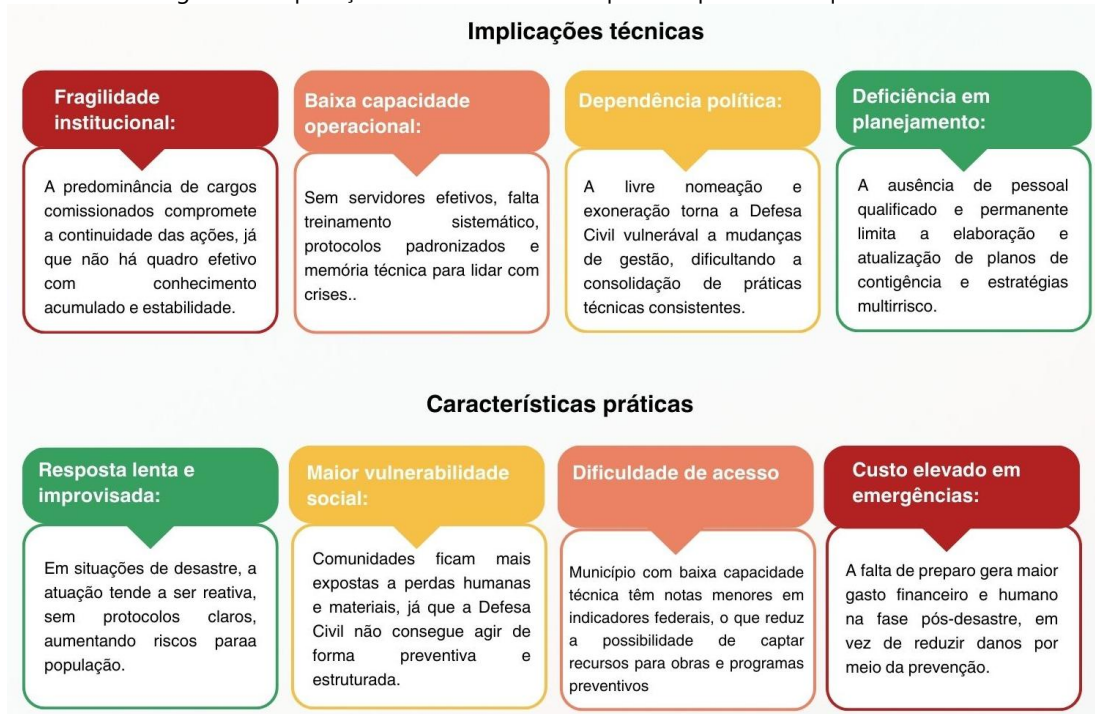 Implicações técnicas
Fragilidade
institucional:
A predominância de cargos
comissionados compromete
a continuidade das ações, já
que não há quadro efetivo
com conhecimento
acumulado e estabilidade.
Baixa capacidade
operacional:
Sem servidores efetivos, falta
treinamento sistemático,
protocolos padronizados e
memória técnica para lidar com
crises..
Dependência política:
A livre nomeação e
exoneração torna a Defesa
Civil vulnerával a mudanças
de gestão, dificultando a
consolidação de práticas
técnicas consistentes.
Deficiência em
planejamento:
A ausência de pessoal
qualificado e permanente
limita a elaboração e
atualização de planos de
contigência e estratégias
multirrisco.
Características práticas
Resposta lenta e
improvisada:
Em situações de desastre, a
atuação tende a ser reativa,
sem protocolos claros,
aumentando riscos paraa
população.
Maior vulnerabilidade
social:
Comunidades ficam mais
expostas a perdas humanas
e materiais, já que a Defesa
Civil não consegue agir de
forma preventiva e
estruturada.
Dificuldade de acesso
Município com baixa capacidade
técnica têm notas menores em
indicadores federais, o que reduz
a possibilidade de captar
recursos para obras e programas
preventivos
Custo elevado em
emergências:
A falta de preparo gera maior
gasto financeiro e humano
na fase pós-desastre, em
vez de reduzir danos por
meio da prevenção.